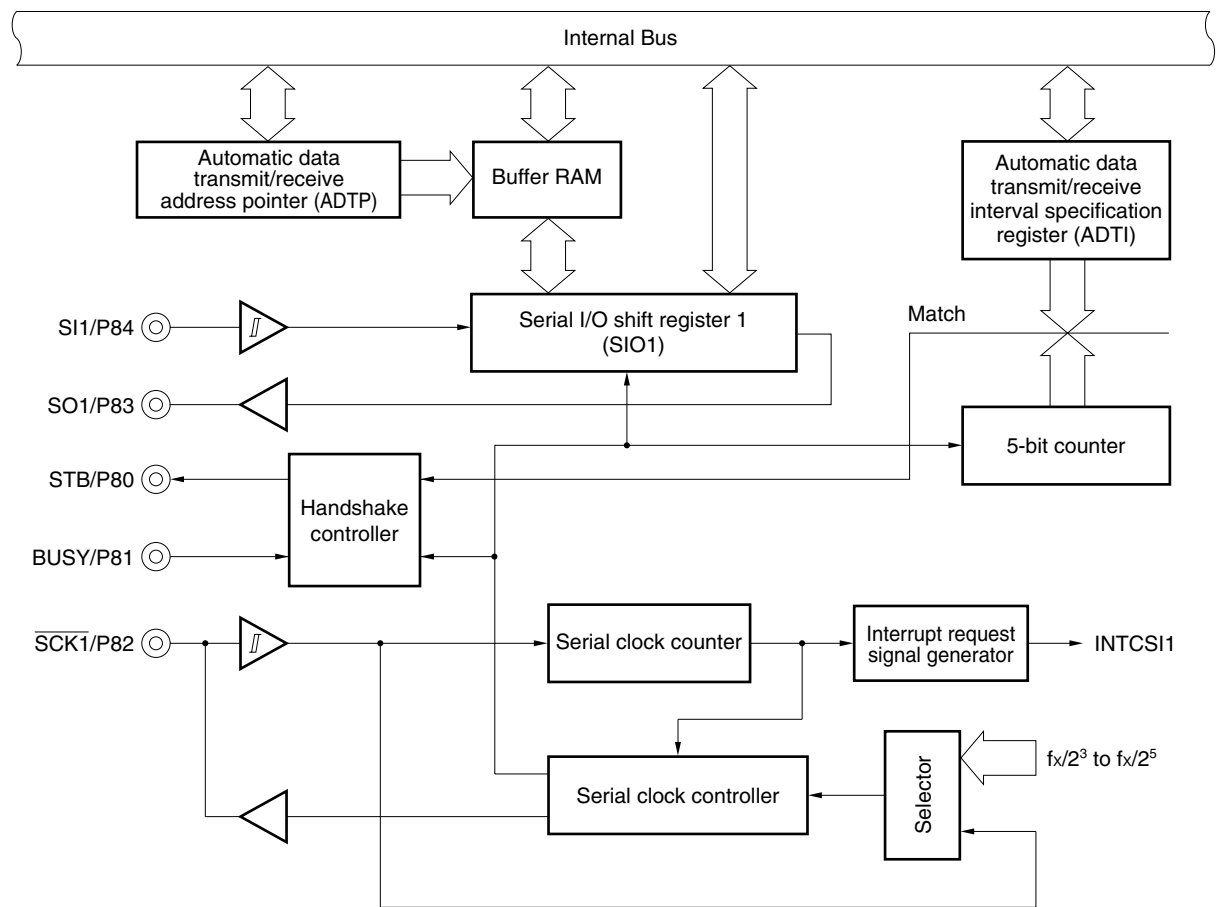 Internal Bus
Automatic data
transmit/receive
address pointer (ADTP)
Buffer RAM
Automatic data
transmit/receive
interval specification
register (ADTI)
SI1/P84
Serial I/O shift register 1
(SIO1)
Match
SO1/P83
5-bit counter
STB/P80
Handshake
controller
BUSY/P81
S̅C̅K̅1̅/P82
Serial clock counter
Interrupt request
signal generator
INTCSI1
Serial clock controller
Selector
fx/2³ to fx/2⁵